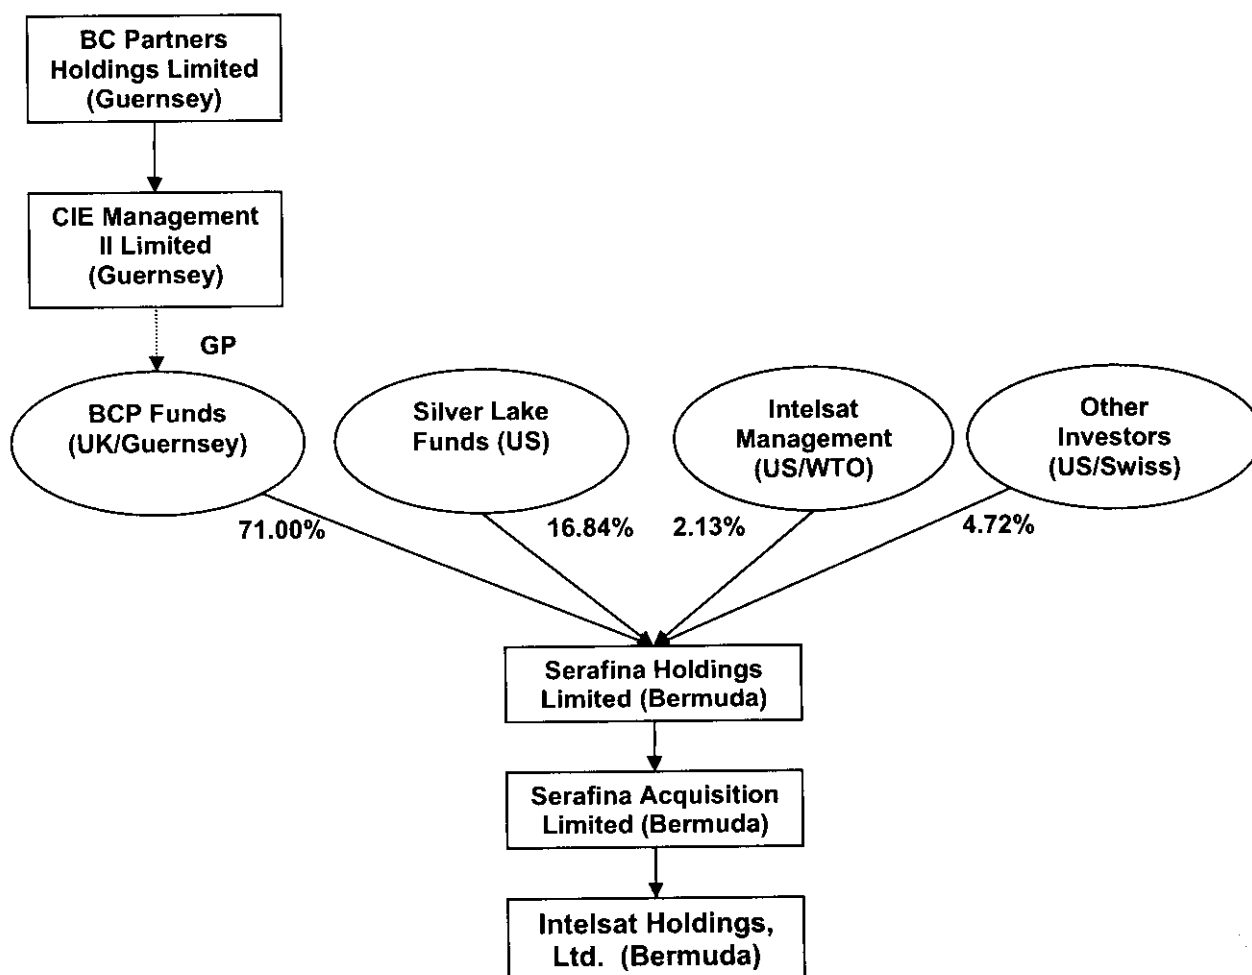 BC Partners
Holdings Limited
(Guernsey)
CIE Management
II Limited
(Guernsey)
GP
BCP Funds
(UK/Guernsey)
Silver Lake
Funds (US)
Intelsat
Management
(US/WTO)
Other
Investors
(US/Swiss)
71.00%
16.84%
2.13%
4.72%
Serafina Holdings
Limited (Bermuda)
Serafina Acquisition
Limited (Bermuda)
Intelsat Holdings,
Ltd. (Bermuda)